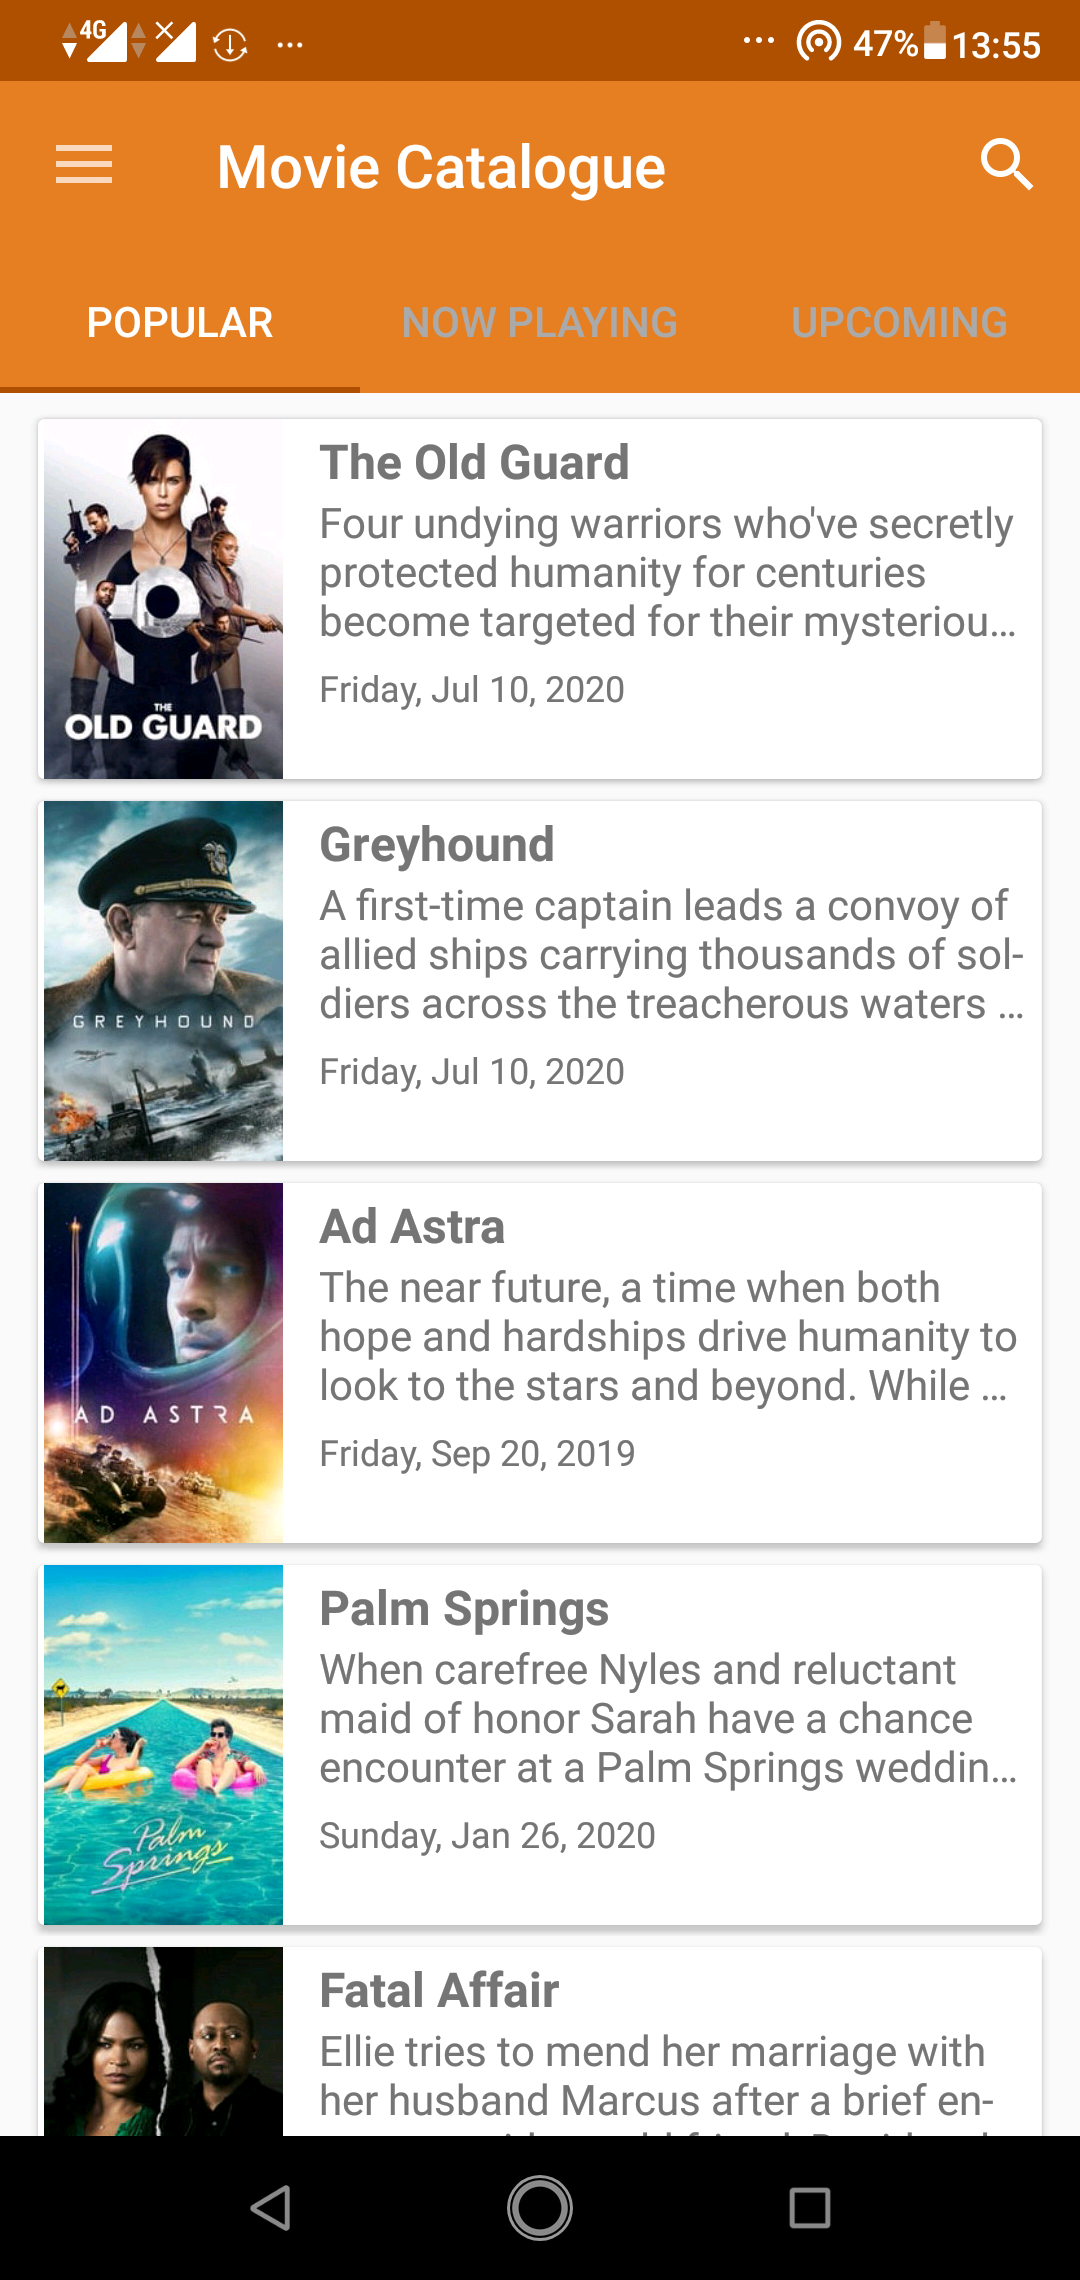 4G
47% 13:55
Movie Catalogue
POPULAR NOW PLAYING UPCOMING
THE
OLD GUARD
The Old Guard
Four undying warriors who've secretly
protected humanity for centuries
become targeted for their mysteriou…
Friday, Jul 10, 2020
GREYHOUND
Greyhound
A first-time captain leads a convoy of
allied ships carrying thousands of sol-
diers across the treacherous waters …
Friday, Jul 10, 2020
AD ASTRA
Ad Astra
The near future, a time when both
hope and hardships drive humanity to
look to the stars and beyond. While …
Friday, Sep 20, 2019
Palm
Springs
Palm Springs
When carefree Nyles and reluctant
maid of honor Sarah have a chance
encounter at a Palm Springs weddin…
Sunday, Jan 26, 2020
Fatal Affair
Ellie tries to mend her marriage with
her husband Marcus after a brief en-